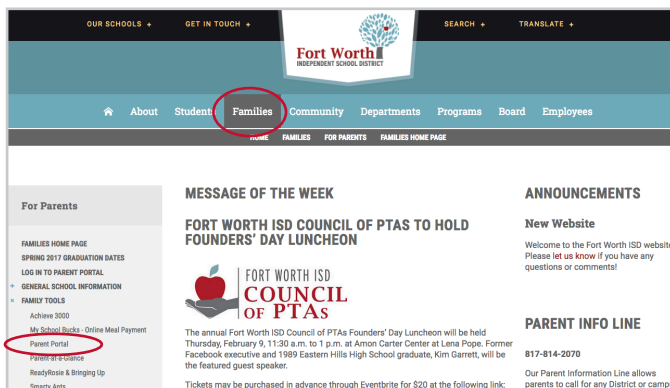 OUR SCHOOLS +
GET IN TOUCH +
SEARCH +
TRANSLATE +
Fort Worth
INDEPENDENT SCHOOL DISTRICT
About
Students
Families
Community
Departments
Programs
Board
Employees
HOME
FAMILIES
FOR PARENTS
FAMILIES HOME PAGE
For Parents
FAMILIES HOME PAGE
SPRING 2017 GRADUATION DATES
LOG IN TO PARENT PORTAL
+ GENERAL SCHOOL INFORMATION
FAMILY TOOLS
Achieve 3000
My School Bucks - Online Meal Payment
Parent Portal
Parent-at-a-Glance
ReadyRosie & Bringing Up
Smarty Ants
MESSAGE OF THE WEEK
FORT WORTH ISD COUNCIL OF PTAS TO HOLD
FOUNDERS' DAY LUNCHEON
FORT WORTH ISD
COUNCIL
OF PTAs
The annual Fort Worth ISD Council of PTAs Founders' Day Luncheon will be held
Thursday, February 9, 11:30 a.m. to 1 p.m. at Amon Carter Center at Lena Pope. Former
Facebook executive and 1989 Eastern Hills High School graduate, Kim Garrett, will be
the featured guest speaker.
Tickets may be purchased in advance through Eventbrite for $20 at the following link:
ANNOUNCEMENTS
New Website
Welcome to the Fort Worth ISD website
Please let us know if you have any
questions or comments!
PARENT INFO LINE
817-814-2070
Our Parent Information Line allows
parents to call for any District or camp